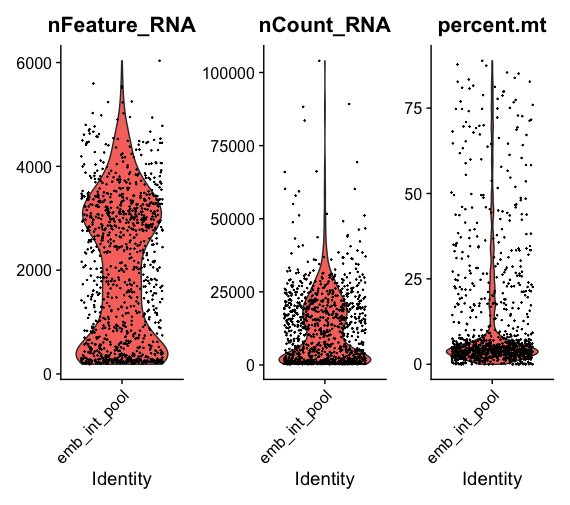 nFeature_RNA
6000
4000
2000
0
emb_int_pool
Identity
nCount_RNA
100000
75000
50000
25000
0
emb_int_pool
Identity
percent.mt
75
50
25
0
emb_int_pool
Identity